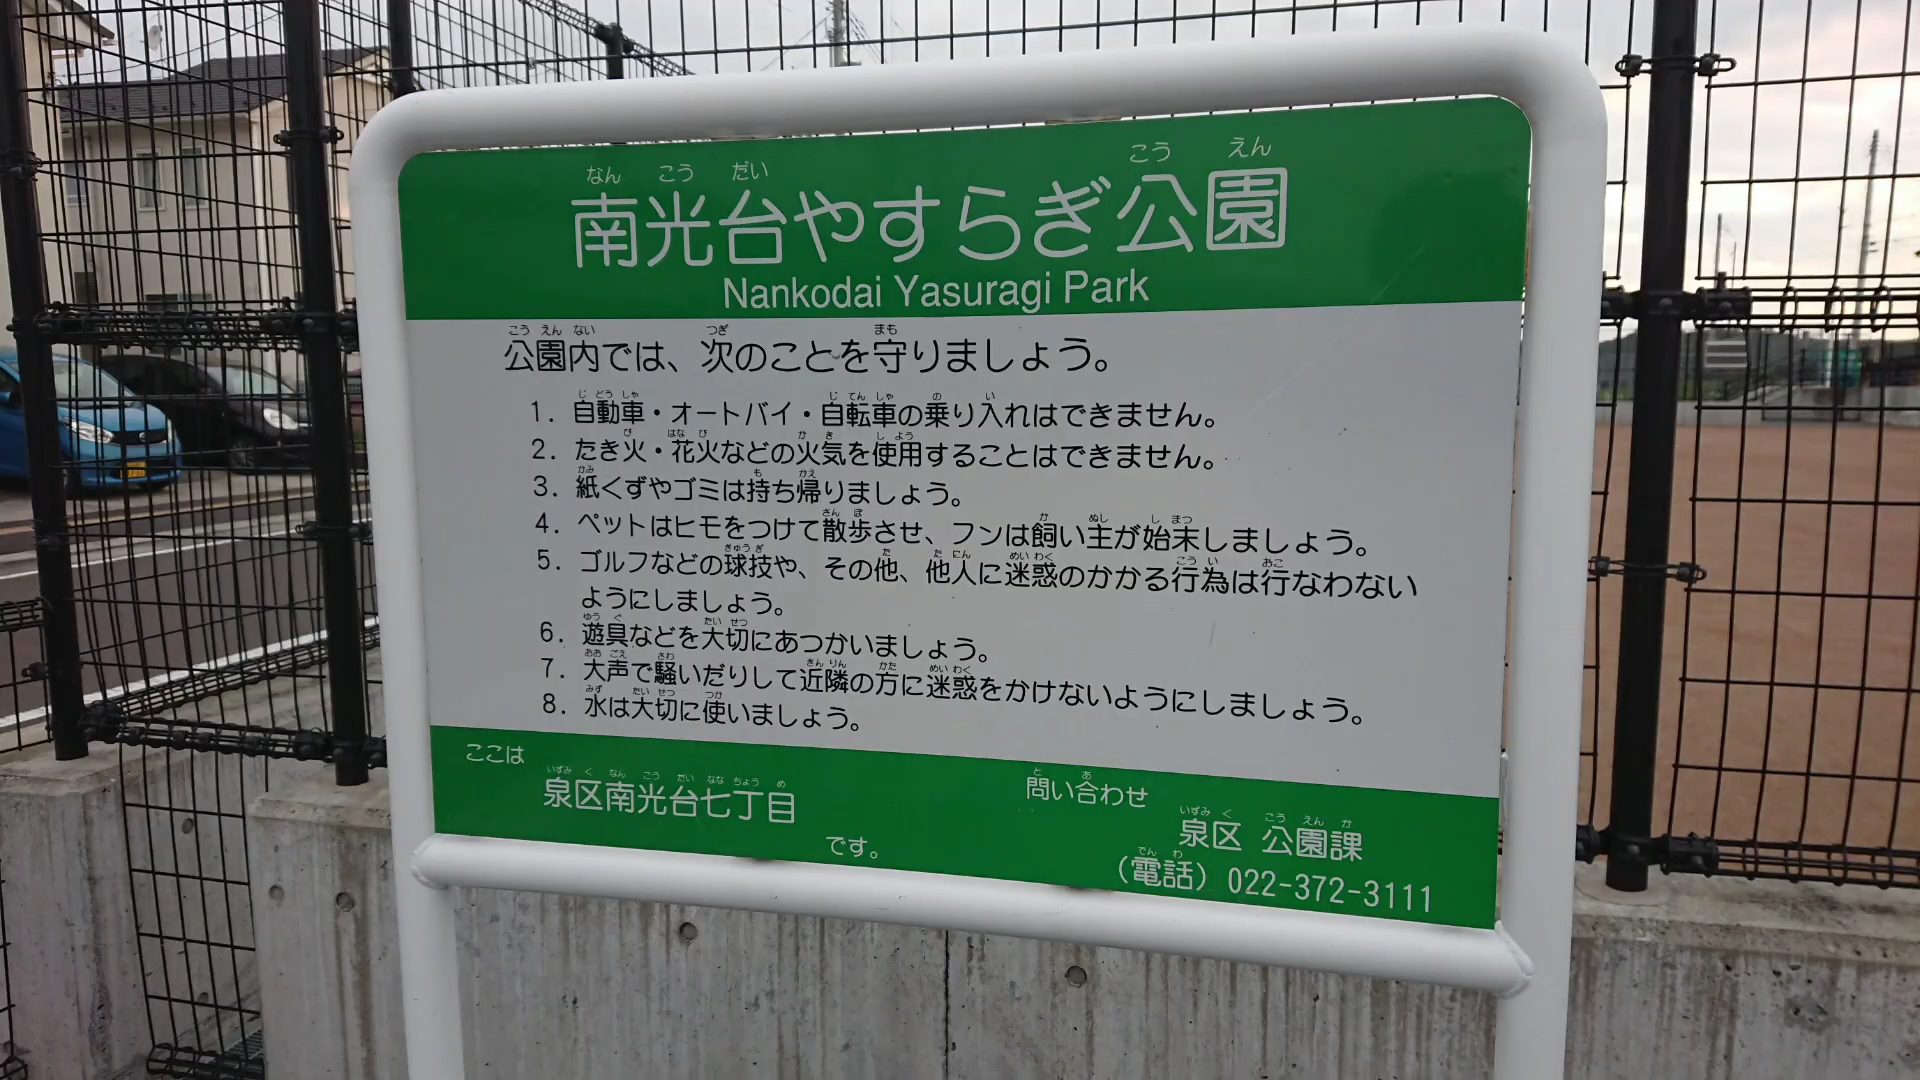 なん こう だい こう えん
南光台やすらぎ公園
Nankodai Yasuragi Park
こう えん ない つぎ まも
公園内では、次のことを守りましょう。
じ どう しゃ じ てん しゃ の い
1. 自動車・オートバイ・自転車の乗り入れはできません。
び はな び か き し よう
2. たき火・花火などの火気を使用することはできません。
かみ も かえ
3. 紙くずやゴミは持ち帰りましょう。
さん ぽ か ぬし し まつ
4. ペットはヒモをつけて散歩させ、フンは飼い主が始末しましょう。
きゅう ぎ た た にん めい わく こう い おこ
5. ゴルフなどの球技や、その他、他人に迷惑のかかる行為は行なわない
ようにしましょう。
ゆう ぐ たい せつ
6. 遊具などを大切にあつかいましょう。
おお ごえ さわ きん りん かた めい わく
7. 大声で騒いだりして近隣の方に迷惑をかけないようにしましょう。
みず たい せつ つか
8. 水は大切に使いましょう。
ここは
いずみ く なん こう だい なな ちょう め
泉区南光台七丁目
です。
と あ
問い合わせ
いずみ く こう えん か
泉区 公園課
でん わ
(電話) 022-372-3111